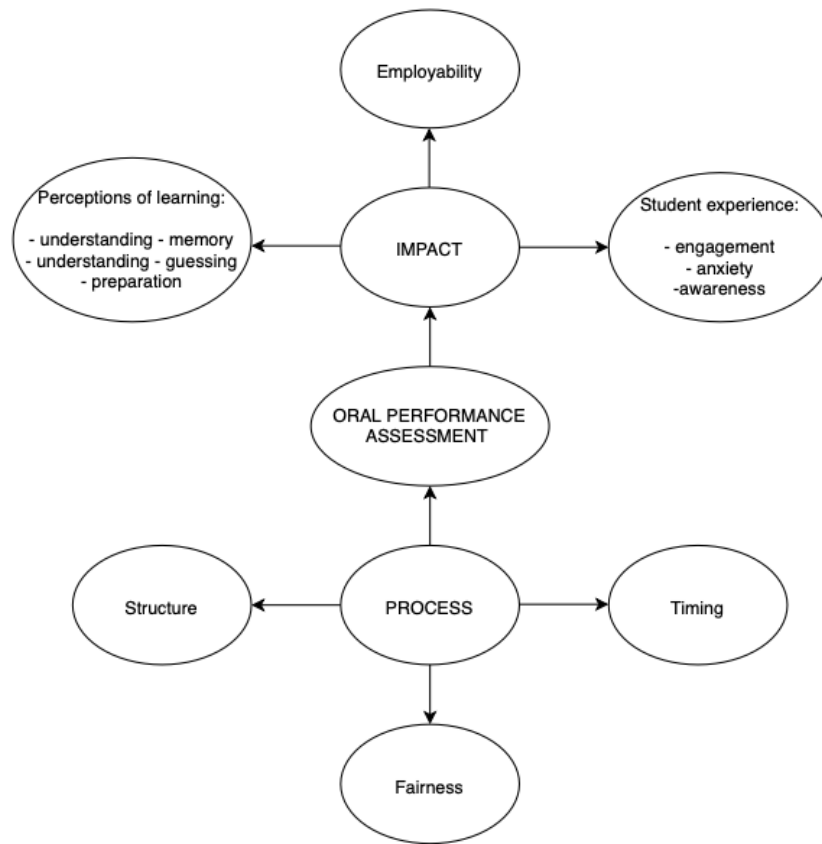 Employability
Perceptions of learning:
- understanding - memory
- understanding - guessing
- preparation
IMPACT
Student experience:
- engagement
- anxiety
-awareness
ORAL PERFORMANCE
ASSESSMENT
Structure
PROCESS
Timing
Fairness